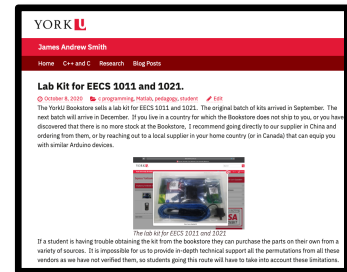 YORK U
James Andrew Smith
Home C++ and C Research Blog Posts
Lab Kit for EECS 1011 and 1021.
October 8, 2020 c programming, Matlab, pedagogy, student Edit
The YorkU Bookstore sells a lab kit for EECS 1011 and 1021. The original batch of kits arrived in September. The
next batch will arrive in December. If you live in a country for which the Bookstore does not ship to you, or you have
discovered that there is no more stock at the Bookstore, I recommend going directly to our supplier in China and
ordering from them, or by reaching out to a local supplier in your home country (or in Canada) that can equip you
with similar Arduino devices.
The lab kit for EECS 1011 and 1021
If a student is having trouble obtaining the kit from the bookstore they can purchase the parts on their own from a
variety of sources. It is impossible for us to provide in-depth technical support all the permutations from all these
vendors as we have not verified them, so students going this route will have to take into account these limitations.